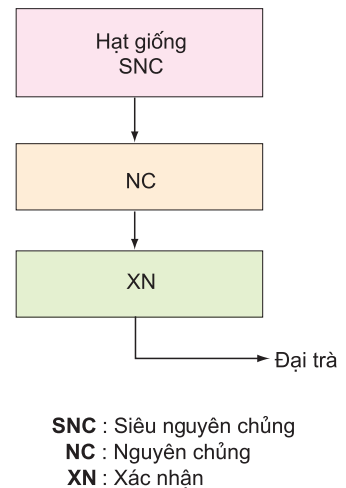 Hạt giống
SNC
NC
XN
Đại trà
SNC : Siêu nguyên chủng
NC : Nguyên chủng
XN : Xác nhận